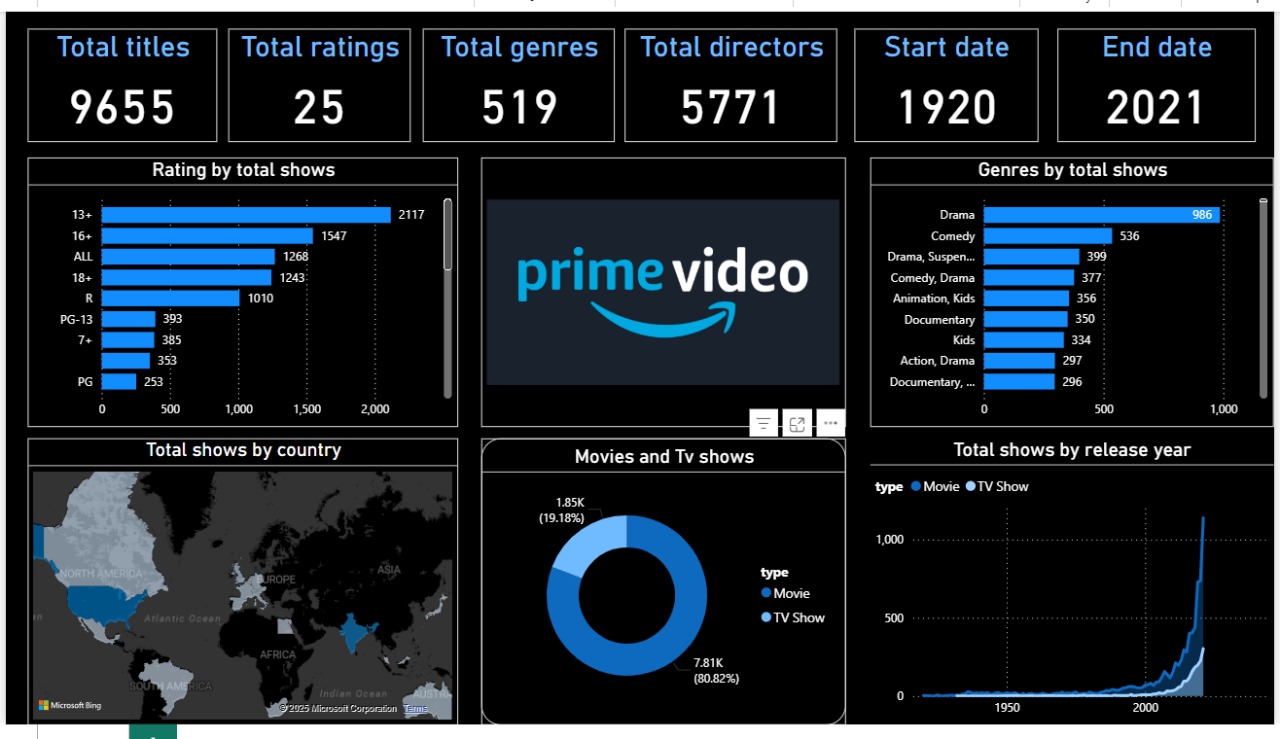 Total titles
9655
Total ratings
25
Total genres
519
Total directors
5771
Start date
1920
End date
2021
Rating by total shows
13+ 2117
16+ 1547
ALL 1268
18+ 1243
R 1010
PG-13 393
7+ 385
353
PG 253
0 500 1,000 1,500 2,000
prime video
Genres by total shows
Drama 986
Comedy 536
Drama, Suspen... 399
Comedy, Drama 377
Animation, Kids 356
Documentary 350
Kids 334
Action, Drama 297
Documentary, ... 296
0 500 1,000
Total shows by country
NORTH AMERICA
EUROPE
ASIA
Atlantic Ocean
AFRICA
SOUTH AMERICA
Indian Ocean
AUSTR
Microsoft Bing
© 2025 Microsoft Corporation Terms
Movies and Tv shows
1.85K
(19.18%)
7.81K
(80.82%)
type
Movie
TV Show
Total shows by release year
type Movie TV Show
1,000
500
0
1950 2000